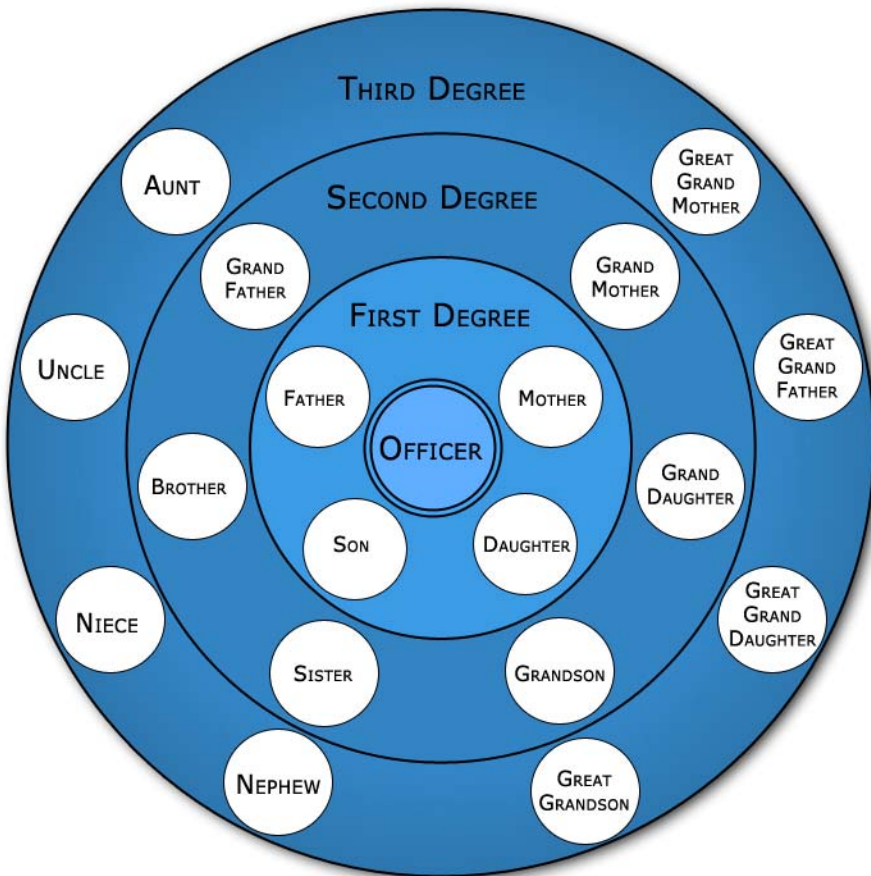 THIRD DEGREE
AUNT
GREAT
GRAND
MOTHER
SECOND DEGREE
GRAND
FATHER
GRAND
MOTHER
FIRST DEGREE
UNCLE
GREAT
GRAND
FATHER
FATHER
MOTHER
OFFICER
BROTHER
GRAND
DAUGHTER
SON
DAUGHTER
NIECE
GREAT
GRAND
DAUGHTER
SISTER
GRANDSON
NEPHEW
GREAT
GRANDSON